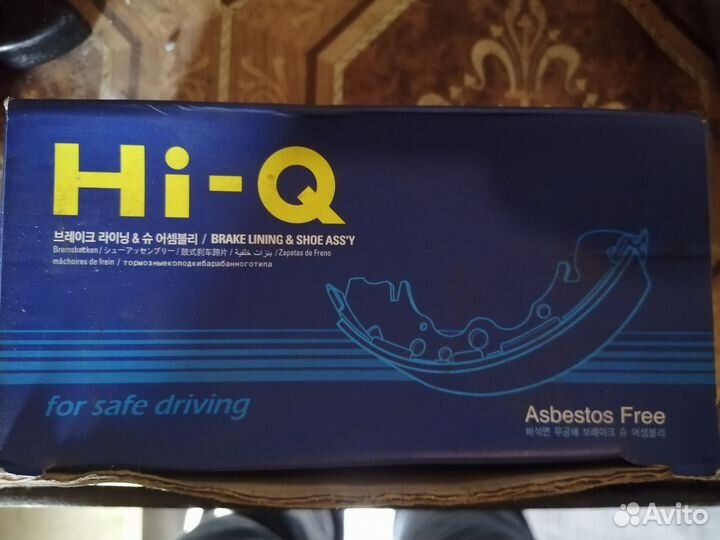 Hi-Q
브레이크 라이닝 & 슈 어셈블리 / BRAKE LINING & SHOE ASS'Y
Bremsbacken / シューアッセンブリー / 鼓式刹车蹄片 / بنزات خلفية / Zapatas de Freno
mâchoires de frein / тормозныеколодкибарабанноготипа
for safe driving
Asbestos Free
비석면 무공해 브레이크 슈 어셈블리
Avito